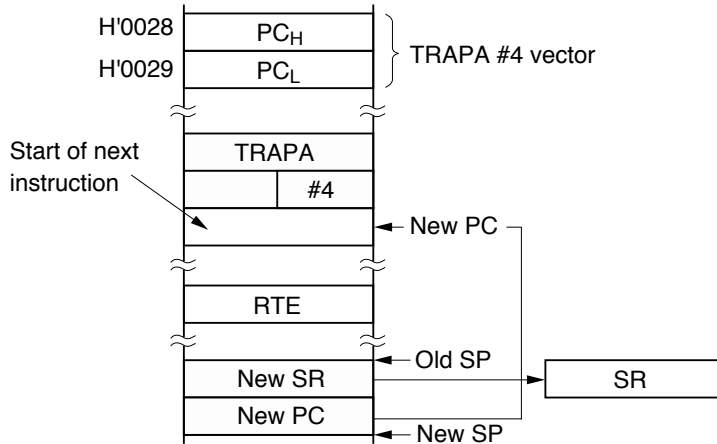 H'0028 PCH
H'0029 PCL
TRAPA #4 vector
TRAPA
Start of next
instruction
#4
New PC
RTE
Old SP
New SR
SR
New PC
New SP